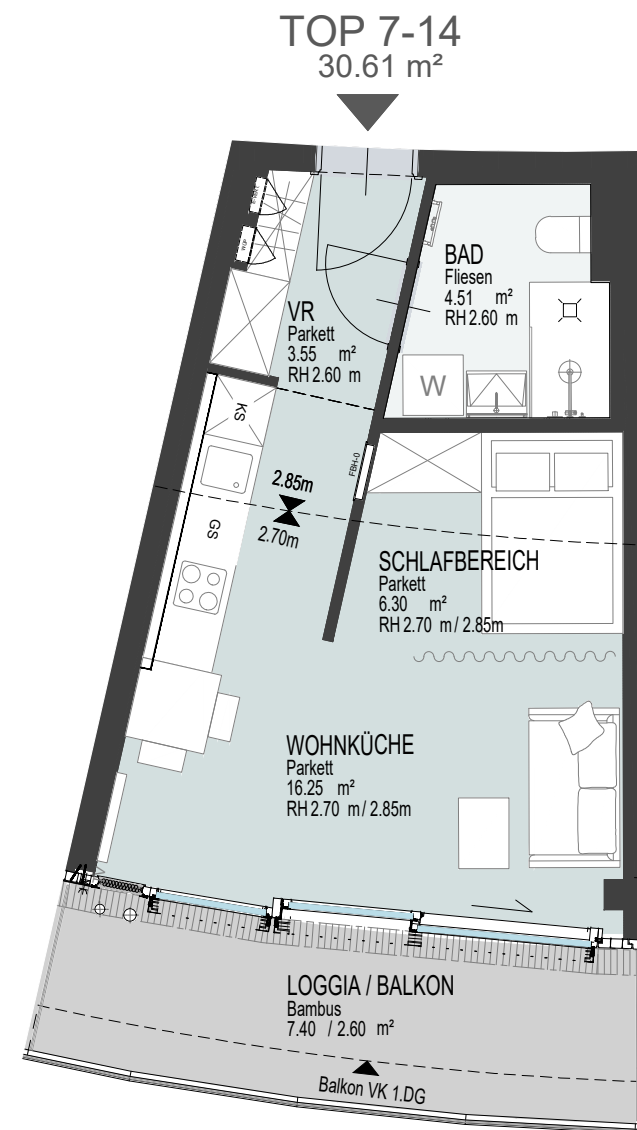 TOP 7-14
30.61 m²
BAD
Fliesen
4.51 m²
RH 2.60 m
VR
Parkett
3.55 m²
RH 2.60 m
W
KS
FBH-0
2.85m
2.70m
GS
SCHLAFBEREICH
Parkett
6.30 m²
RH 2.70 m / 2.85m
WOHNKÜCHE
Parkett
16.25 m²
RH 2.70 m / 2.85m
LOGGIA / BALKON
Bambus
7.40 / 2.60 m²
Balkon VK 1.DG